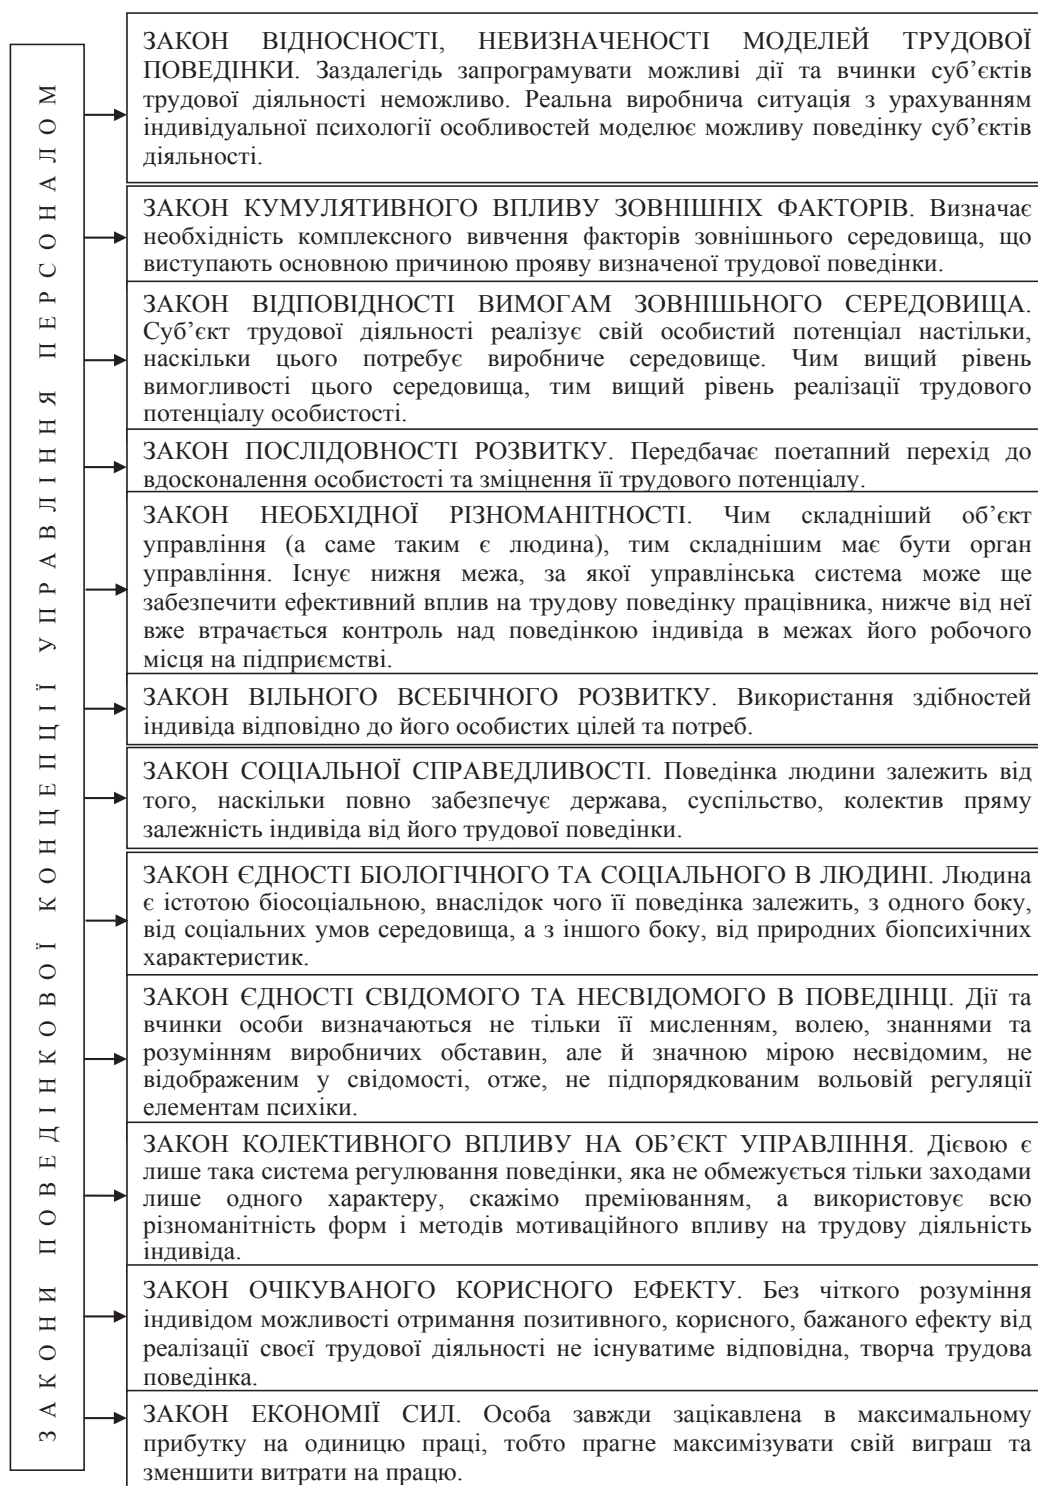 ЗАКОНИ ПОВЕДІНКОВОЇ КОНЦЕПЦІЇ УПРАВЛІННЯ ПЕРСОНАЛОМ
ЗАКОН ВІДНОСНОСТІ, НЕВИЗНАЧЕНОСТІ МОДЕЛЕЙ ТРУДОВОЇ
ПОВЕДІНКИ. Заздалегідь запрограмувати можливі дії та вчинки суб’єктів
трудової діяльності неможливо. Реальна виробнича ситуація з урахуванням
індивідуальної психології особливостей моделює можливу поведінку суб’єктів
діяльності.
ЗАКОН КУМУЛЯТИВНОГО ВПЛИВУ ЗОВНІШНІХ ФАКТОРІВ. Визначає
необхідність комплексного вивчення факторів зовнішнього середовища, що
виступають основною причиною прояву визначеної трудової поведінки.
ЗАКОН ВІДПОВІДНОСТІ ВИМОГАМ ЗОВНІШЬНОГО СЕРЕДОВИЩА.
Суб’єкт трудової діяльності реалізує свій особистий потенціал настільки,
наскільки цього потребує виробниче середовище. Чим вищий рівень
вимогливості цього середовища, тим вищий рівень реалізації трудового
потенціалу особистості.
ЗАКОН ПОСЛІДОВНОСТІ РОЗВИТКУ. Передбачає поетапний перехід до
вдосконалення особистості та зміцнення її трудового потенціалу.
ЗАКОН НЕОБХІДНОЇ РІЗНОМАНІТНОСТІ. Чим складніший об’єкт
управління (а саме таким є людина), тим складнішим має бути орган
управління. Існує нижня межа, за якої управлінська система може ще
забезпечити ефективний вплив на трудову поведінку працівника, нижче від неї
вже втрачається контроль над поведінкою індивіда в межах його робочого
місця на підприємстві.
ЗАКОН ВІЛЬНОГО ВСЕБІЧНОГО РОЗВИТКУ. Використання здібностей
індивіда відповідно до його особистих цілей та потреб.
ЗАКОН СОЦІАЛЬНОЇ СПРАВЕДЛИВОСТІ. Поведінка людини залежить від
того, наскільки повно забезпечує держава, суспільство, колектив пряму
залежність індивіда від його трудової поведінки.
ЗАКОН ЄДНОСТІ БІОЛОГІЧНОГО ТА СОЦІАЛЬНОГО В ЛЮДИНІ. Людина
є істотою біосоціальною, внаслідок чого її поведінка залежить, з одного боку,
від соціальних умов середовища, а з іншого боку, від природних біопсихічних
характеристик.
ЗАКОН ЄДНОСТІ СВІДОМОГО ТА НЕСВІДОМОГО В ПОВЕДІНЦІ. Дії та
вчинки особи визначаються не тільки її мисленням, волею, знаннями та
розумінням виробничих обставин, але й значною мірою несвідомим, не
відображеним у свідомості, отже, не підпорядкованим вольовій регуляції
елементам психіки.
ЗАКОН КОЛЕКТИВНОГО ВПЛИВУ НА ОБ’ЄКТ УПРАВЛІННЯ. Дієвою є
лише така система регулювання поведінки, яка не обмежується тільки заходами
лише одного характеру, скажімо преміюванням, а використовує всю
різноманітність форм і методів мотиваційного впливу на трудову діяльність
індивіда.
ЗАКОН ОЧІКУВАНОГО КОРИСНОГО ЕФЕКТУ. Без чіткого розуміння
індивідом можливості отримання позитивного, корисного, бажаного ефекту від
реалізації своєї трудової діяльності не існуватиме відповідна, творча трудова
поведінка.
ЗАКОН ЕКОНОМІЇ СИЛ. Особа завжди зацікавлена в максимальному
прибутку на одиницю праці, тобто прагне максимізувати свій виграш та
зменшити витрати на працю.